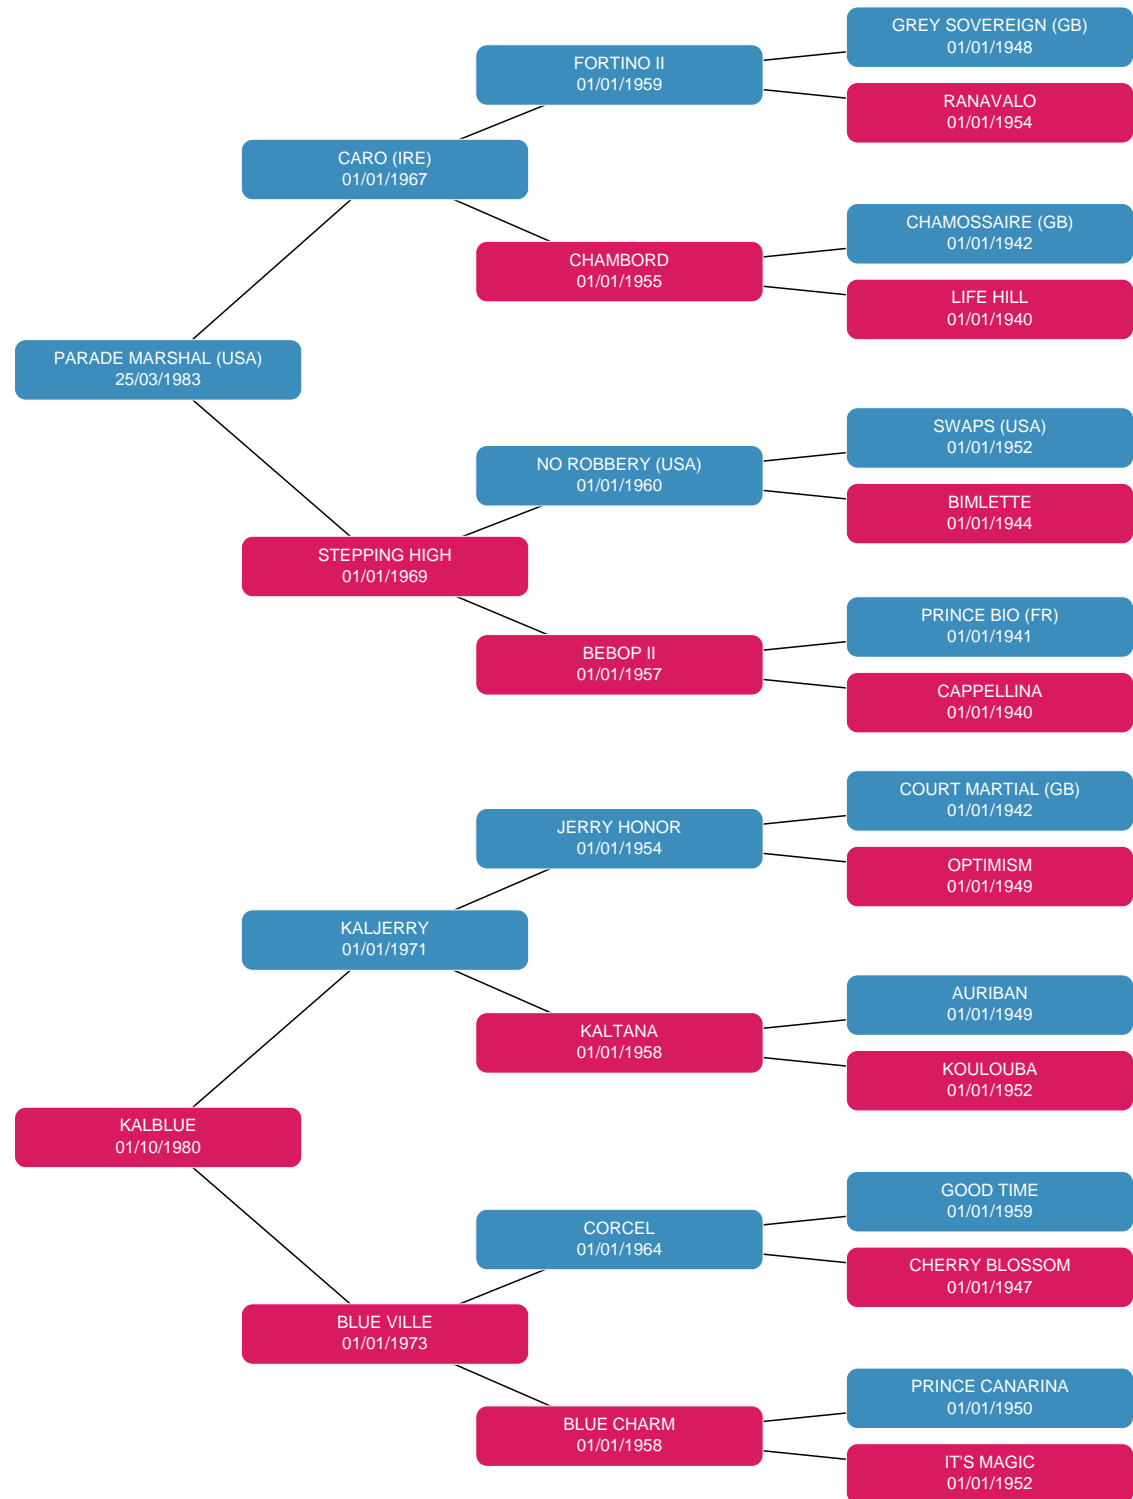 GREY SOVEREIGN (GB)
01/01/1948
FORTINO II
01/01/1959
RANAVALO
01/01/1954
CARO (IRE)
01/01/1967
CHAMOSSAIRE (GB)
01/01/1942
CHAMBORD
01/01/1955
LIFE HILL
01/01/1940
PARADE MARSHAL (USA)
25/03/1983
SWAPS (USA)
01/01/1952
NO ROBBERY (USA)
01/01/1960
BIMLETTE
01/01/1944
STEPPING HIGH
01/01/1969
PRINCE BIO (FR)
01/01/1941
BEBOP II
01/01/1957
CAPPELLINA
01/01/1940
COURT MARTIAL (GB)
01/01/1942
JERRY HONOR
01/01/1954
OPTIMISM
01/01/1949
KALJERRY
01/01/1971
AURIBAN
01/01/1949
KALTANA
01/01/1958
KOULOUBA
01/01/1952
KALBLUE
01/10/1980
GOOD TIME
01/01/1959
CORCEL
01/01/1964
CHERRY BLOSSOM
01/01/1947
BLUE VILLE
01/01/1973
PRINCE CANARINA
01/01/1950
BLUE CHARM
01/01/1958
IT'S MAGIC
01/01/1952